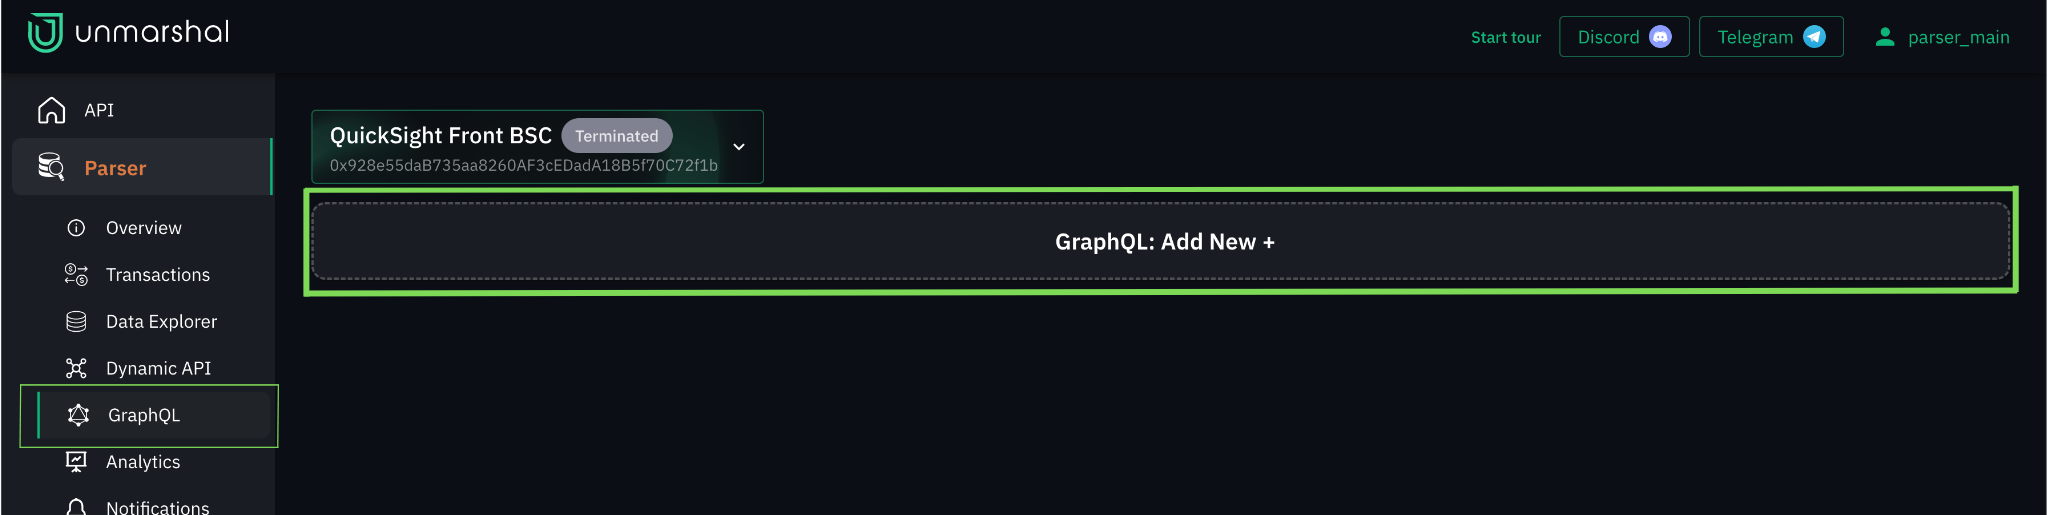 unmarshal
Start tour
Discord
Telegram
parser_main
API
Parser
Overview
Transactions
Data Explorer
Dynamic API
GraphQL
Analytics
Notifications
QuickSight Front BSC Terminated
0x928e55daB735aa8260AF3cEDadA18B5f70C72f1b
GraphQL: Add New +